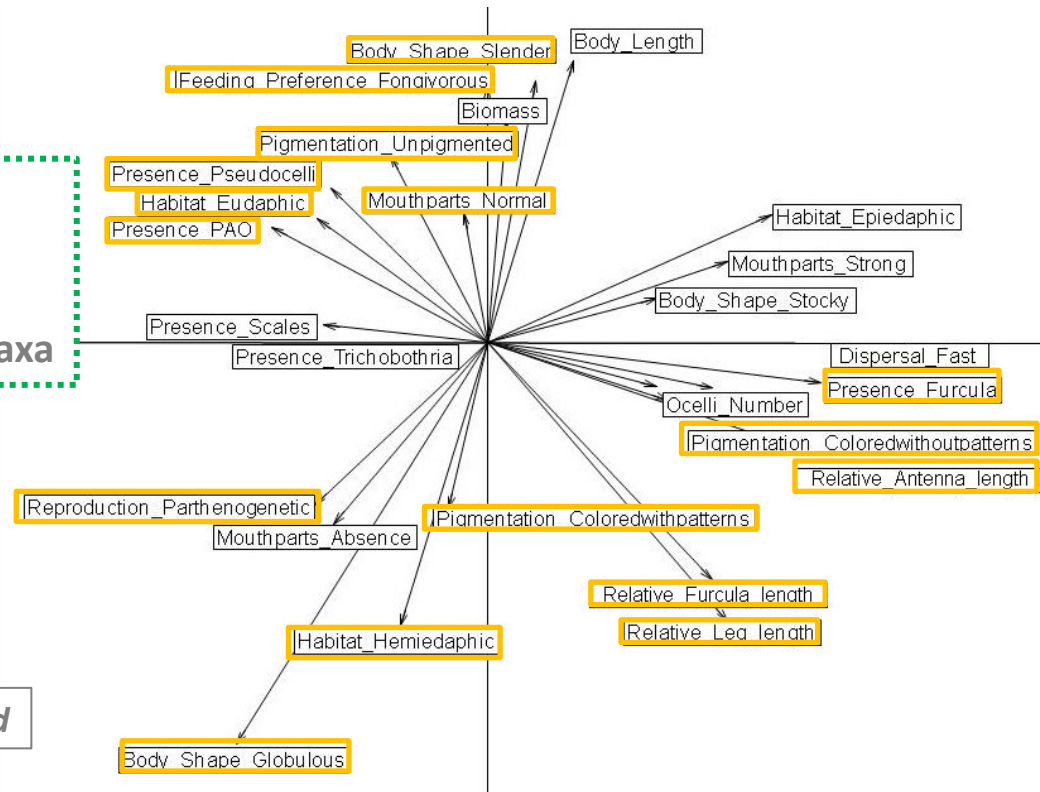 Body_Shape_Slender
Body_Length
Feeding_Preference_Fongivorous
Biomass
Pigmentation_Unpigmented
Presence_Pseudocelli
Habitat_Eudaphic
Mouthparts_Normal
Presence_PAO
Habitat_Epiedaphic
Mouthparts_Strong
Body_Shape_Stocky
Presence_Scales
axa
Presence_Trichobothria
Dispersal_Fast
Presence_Furcula
Ocelli_Number
Pigmentation_Coloredwithoutpatterns
Relative_Antenna_length
Reproduction_Parthenogenetic
Pigmentation_Coloredwithpatterns
Mouthparts_Absence
Relative_Furcula_length
Relative_Leg_length
Habitat_Hemiedaphic
d
Body_Shape_Globulous